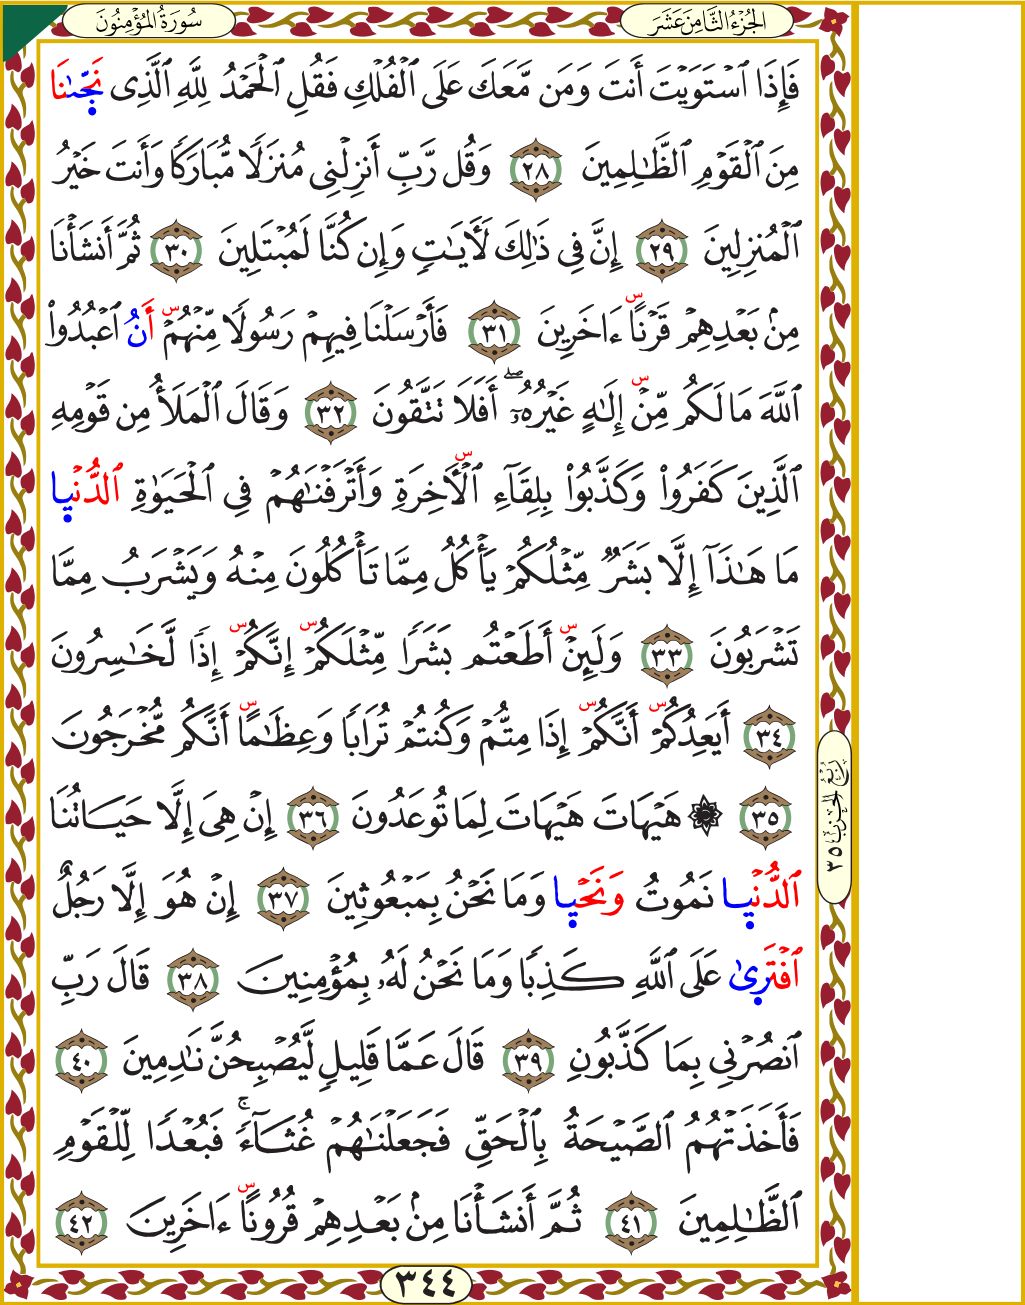 الجُزْءُ الثَّامِنَ عَشَرَ
سُورَةُ المُؤْمِنُونَ
فَإِذَا ٱسْتَوَيْتَ أَنتَ وَمَن مَّعَكَ عَلَى ٱلْفُلْكِ فَقُلِ ٱلْحَمْدُ لِلَّهِ ٱلَّذِى نَجَّىٰنَا
مِنَ ٱلْقَوْمِ ٱلظَّٰلِمِينَ ٢٨ وَقُل رَّبِّ أَنزِلْنِى مُنزَلًا مُّبَارَكًا وَأَنتَ خَيْرُ
ٱلْمُنزِلِينَ ٢٩ إِنَّ فِى ذَٰلِكَ لَءَايَٰتٍ وَإِن كُنَّا لَمُبْتَلِينَ ٣٠ ثُمَّ أَنشَأْنَا
مِنۢ بَعْدِهِمْ قَرْنًاس ءَاخَرِينَ ٣١ فَأَرْسَلْنَا فِيهِمْ رَسُولًا مِّنْهُمْس أَنُ ٱعْبُدُوا۟
ٱللَّهَ مَا لَكُم مِّنْس إِلَٰهٍ غَيْرُهُۥٓ ۖ أَفَلَا تَتَّقُونَ ٣٢ وَقَالَ ٱلْمَلَأُ مِن قَوْمِهِ
ٱلَّذِينَ كَفَرُوا۟ وَكَذَّبُوا۟ بِلِقَآءِ ٱلْءَاخِرَةِس وَأَتْرَفْنَٰهُمْ فِى ٱلْحَيَوٰةِ ٱلدُّنْيَا
مَا هَٰذَآ إِلَّا بَشَرٌ مِّثْلُكُمْ يَأْكُلُ مِمَّا تَأْكُلُونَ مِنْهُ وَيَشْرَبُ مِمَّا
تَشْرَبُونَ ٣٣ وَلَئِنْس أَطَعْتُم بَشَرًا مِّثْلَكُمْس إِنَّكُمْس إِذًا لَّخَٰسِرُونَ
٣٤ أَيَعِدُكُمْس أَنَّكُمْس إِذَا مِتُّمْ وَكُنتُمْ تُرَابًا وَعِظَٰمًاس أَنَّكُم مُّخْرَجُونَ
٣٥ ۞ هَيْهَاتَ هَيْهَاتَ لِمَا تُوعَدُونَ ٣٦ إِنْ هِىَ إِلَّا حَيَاتُنَا
ٱلدُّنْيَا نَمُوتُ وَنَحْيَا وَمَا نَحْنُ بِمَبْعُوثِينَ ٣٧ إِنْ هُوَ إِلَّا رَجُلٌ
ٱفْتَرَىٰ عَلَى ٱللَّهِ كَذِبًا وَمَا نَحْنُ لَهُۥ بِمُؤْمِنِينَ ٣٨ قَالَ رَبِّ
ٱنصُرْنِى بِمَا كَذَّبُونِ ٣٩ قَالَ عَمَّا قَلِيلٍ لَّيُصْبِحُنَّ نَٰدِمِينَ ٤٠
فَأَخَذَتْهُمُ ٱلصَّيْحَةُ بِٱلْحَقِّ فَجَعَلْنَٰهُمْ غُثَآءً ۚ فَبُعْدًا لِّلْقَوْمِ
ٱلظَّٰلِمِينَ ٤١ ثُمَّ أَنشَأْنَا مِنۢ بَعْدِهِمْ قُرُونًاس ءَاخَرِينَ ٤٢
رُبْعُ الحِزْبِ ٣٥
٣٤٤